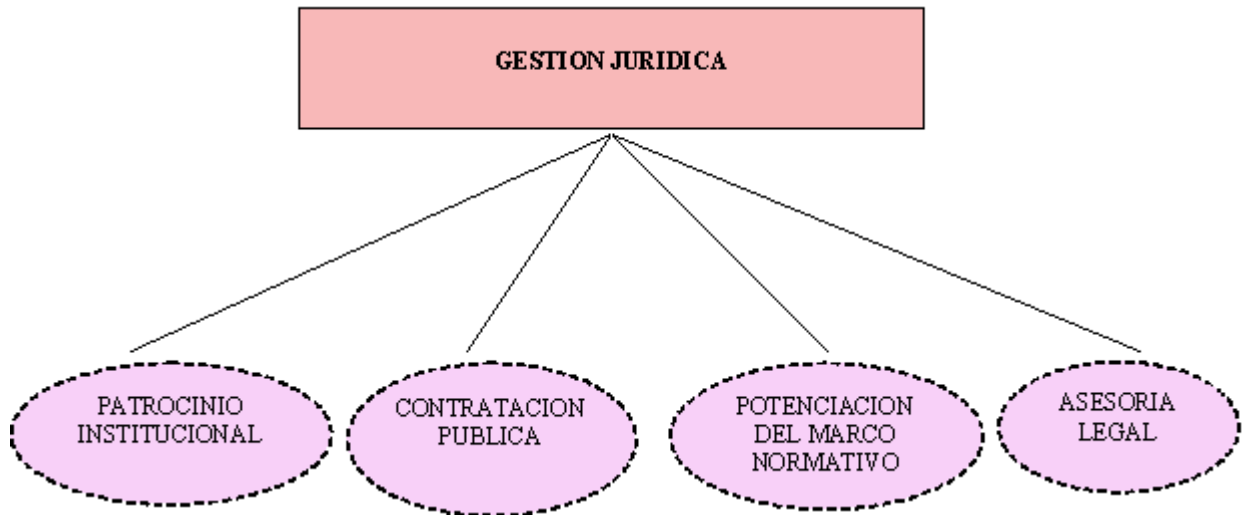 GESTION JURIDICA
PATROCINIO
INSTITUCIONAL
CONTRATACION
PUBLICA
POTENCIACION
DEL MARCO
NORMATIVO
ASESORIA
LEGAL